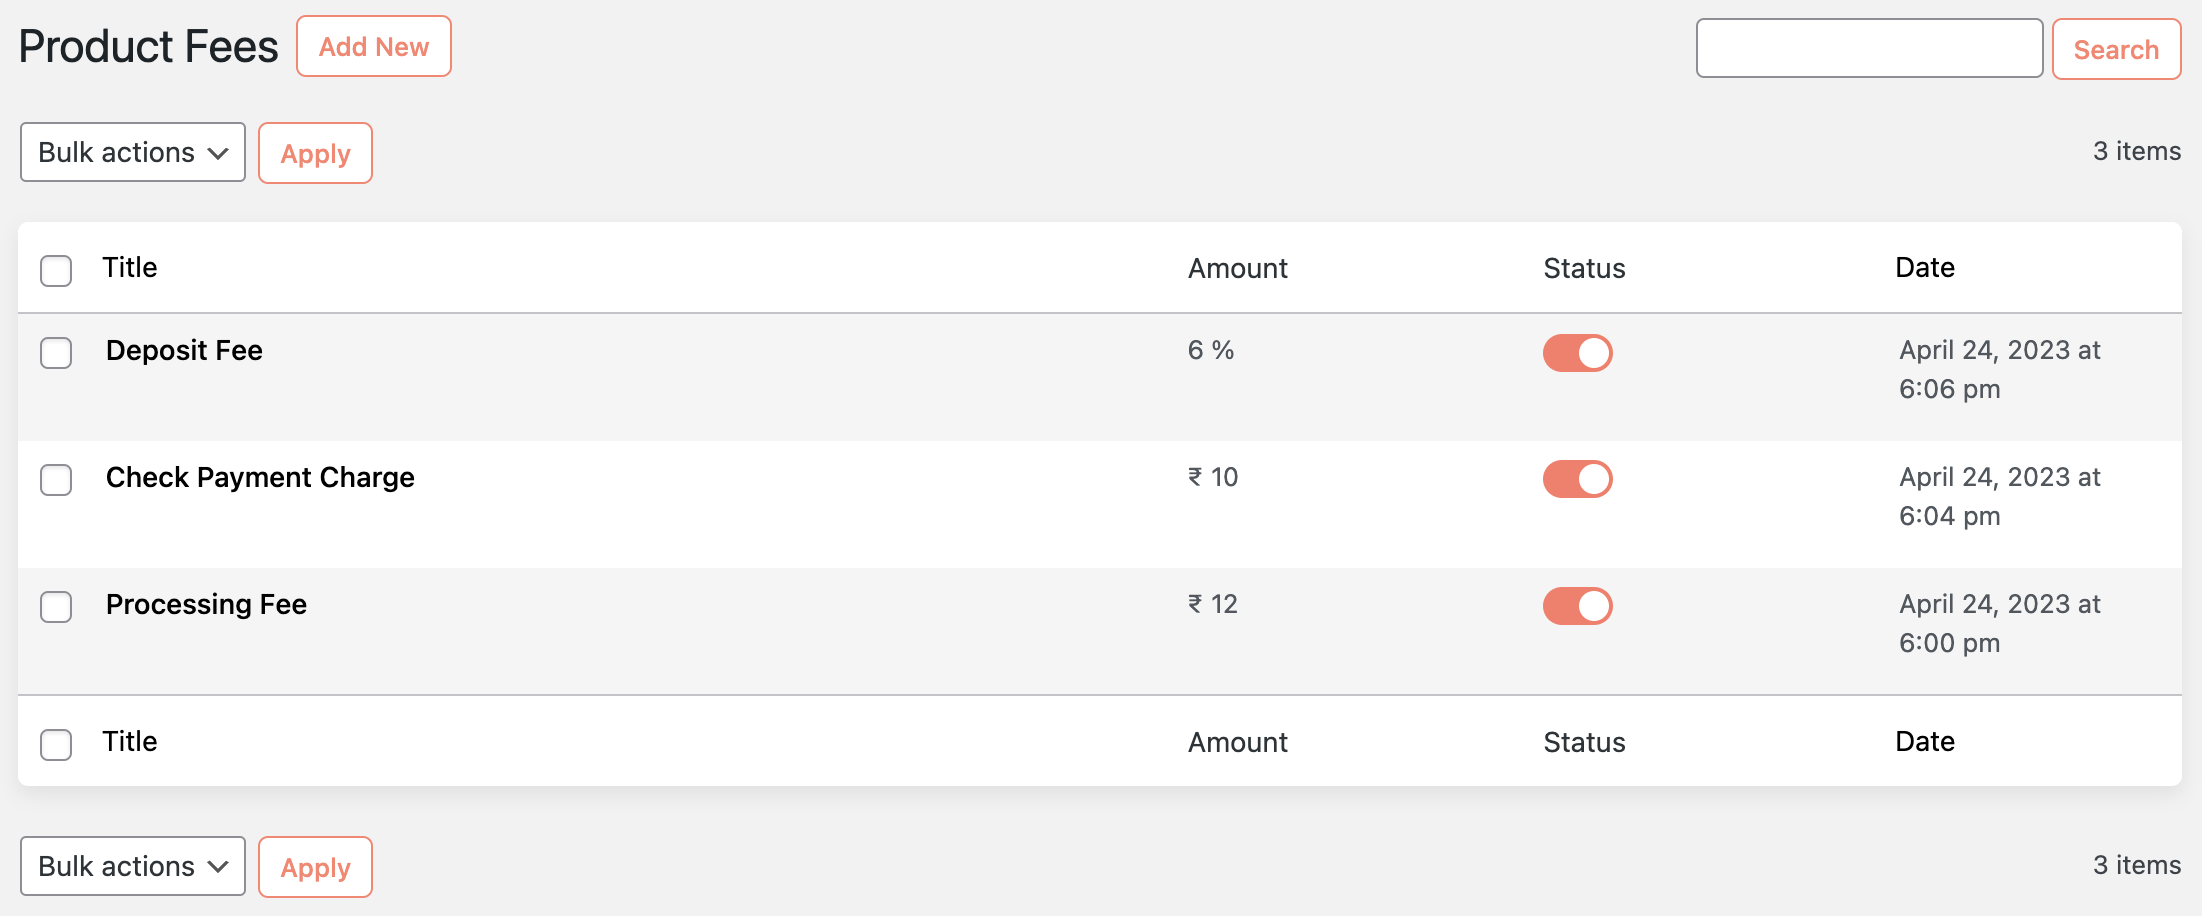 Product Fees Add New Search
Bulk actions Apply 3 items
Title Amount Status Date
Deposit Fee 6 % April 24, 2023 at
6:06 pm
Check Payment Charge ₹ 10 April 24, 2023 at
6:04 pm
Processing Fee ₹ 12 April 24, 2023 at
6:00 pm
Title Amount Status Date
Bulk actions Apply 3 items